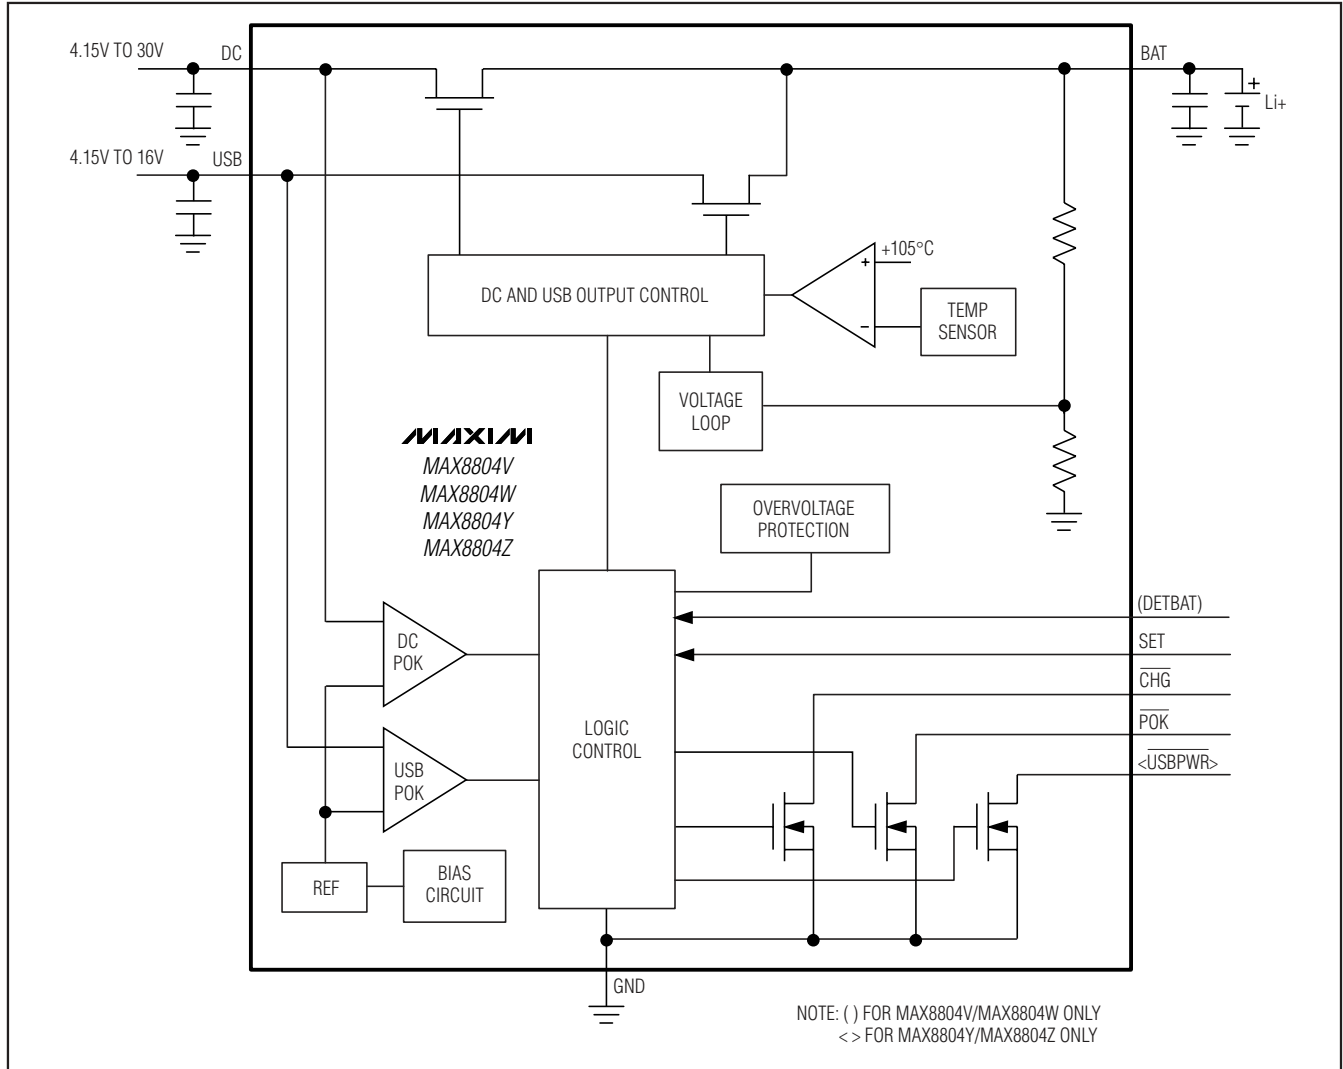 4.15V TO 30V
DC
BAT
+
Li+
4.15V TO 16V
USB
+105°C
+
DC AND USB OUTPUT CONTROL
−
TEMP
SENSOR
VOLTAGE
LOOP
MAXIM
MAX8804V
MAX8804W
MAX8804Y
MAX8804Z
OVERVOLTAGE
PROTECTION
(DETBAT)
SET
CHG
POK
<USBPWR>
DC
POK
LOGIC
CONTROL
USB
POK
REF
BIAS
CIRCUIT
GND
NOTE: ( ) FOR MAX8804V/MAX8804W ONLY
< > FOR MAX8804Y/MAX8804Z ONLY